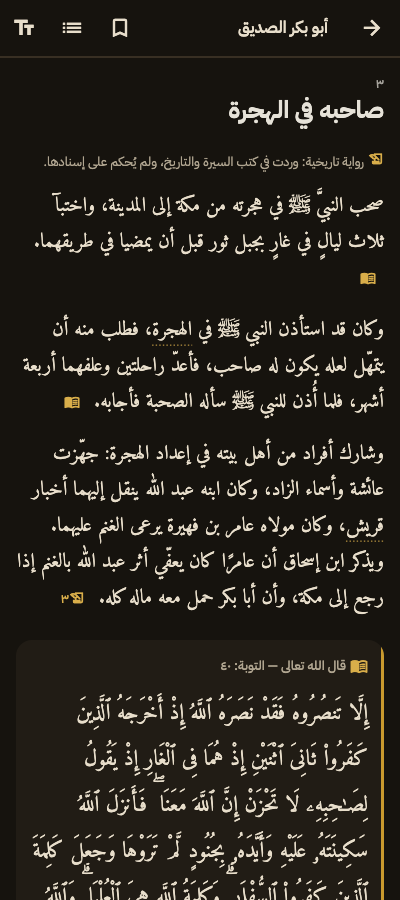 أبو بكر الصديق
٣
صاحبه في الهجرة
رواية تاريخية: وردت في كتب السيرة والتاريخ، ولم يُحكم على إسنادها.
صحب النبيَّ ﷺ في هجرته من مكة إلى المدينة، واختبآ
ثلاث ليالٍ في غارٍ بجبل ثور قبل أن يمضيا في طريقهما.
وكان قد استأذن النبي ﷺ في الهجرة، فطلب منه أن
يتمهّل لعله يكون له صاحب، فأعدّ راحلتين وعلفهما أربعة
أشهر، فلما أُذن للنبي ﷺ سأله الصحبة فأجابه.
وشارك أفراد من أهل بيته في إعداد الهجرة: جهّزت
عائشة وأسماء الزاد، وكان ابنه عبد الله ينقل إليهما أخبار
قريش، وكان مولاه عامر بن فهيرة يرعى الغنم عليهما.
ويذكر ابن إسحاق أن عامرًا كان يعفّي أثر عبد الله بالغنم إذا
رجع إلى مكة، وأن أبا بكر حمل معه ماله كله. ٣
قال الله تعالى — التوبة: ٤٠
إِلَّا تَنصُرُوهُ فَقَدْ نَصَرَهُ ٱللَّهُ إِذْ أَخْرَجَهُ ٱلَّذِينَ
كَفَرُوا۟ ثَانِىَ ٱثْنَيْنِ إِذْ هُمَا فِى ٱلْغَارِ إِذْ يَقُولُ
لِصَـٰحِبِهِۦ لَا تَحْزَنْ إِنَّ ٱللَّهَ مَعَنَا ۖ فَأَنزَلَ ٱللَّهُ
سَكِينَتَهُۥ عَلَيْهِ وَأَيَّدَهُۥ بِجُنُودٍ لَّمْ تَرَوْهَا وَجَعَلَ كَلِمَةَ
ٱلَّذِينَ كَفَرُوا۟ ٱلسُّفْلَىٰ ۗ وَكَلِمَةُ ٱللَّهِ هِىَ ٱلْعُلْيَا ۗ وَٱللَّهُ